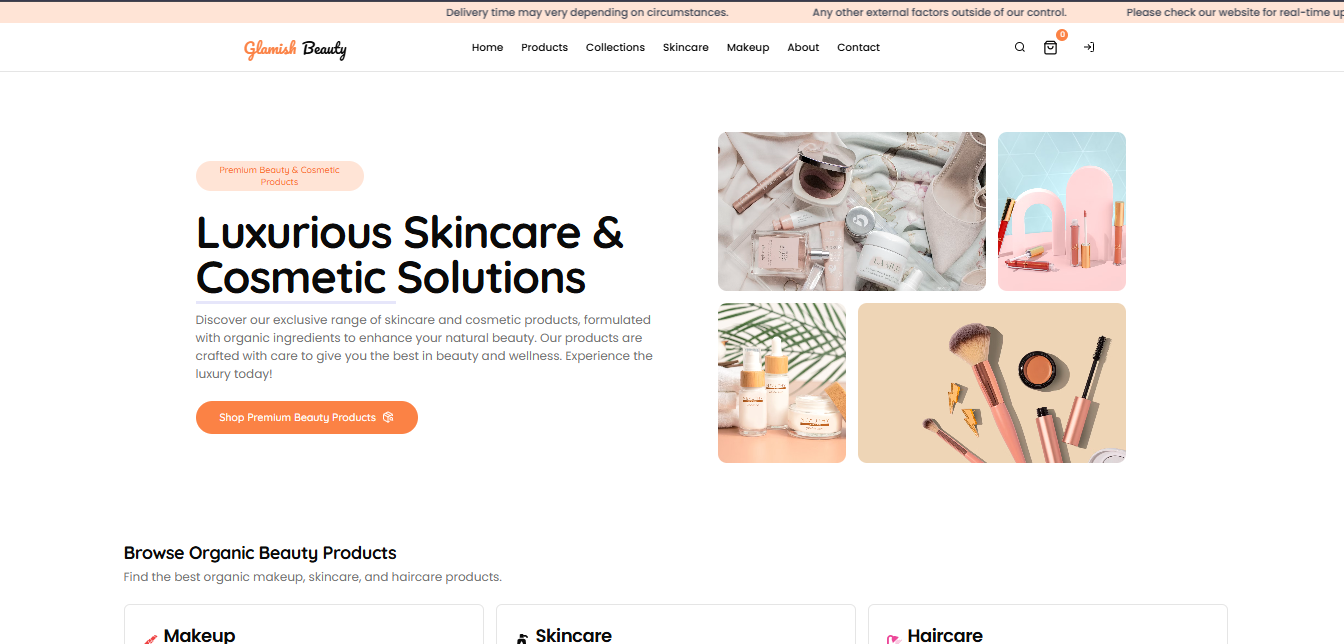 Delivery time may very depending on circumstances. Any other external factors outside of our control. Please check our website for real-time up
Glamish Beauty
Home Products Collections Skincare Makeup About Contact
0
Premium Beauty & Cosmetic
Products
Luxurious Skincare &
Cosmetic Solutions
Discover our exclusive range of skincare and cosmetic products, formulated
with organic ingredients to enhance your natural beauty. Our products are
crafted with care to give you the best in beauty and wellness. Experience the
luxury today!
Shop Premium Beauty Products
LA MER
Browse Organic Beauty Products
Find the best organic makeup, skincare, and haircare products.
Makeup Skincare Haircare